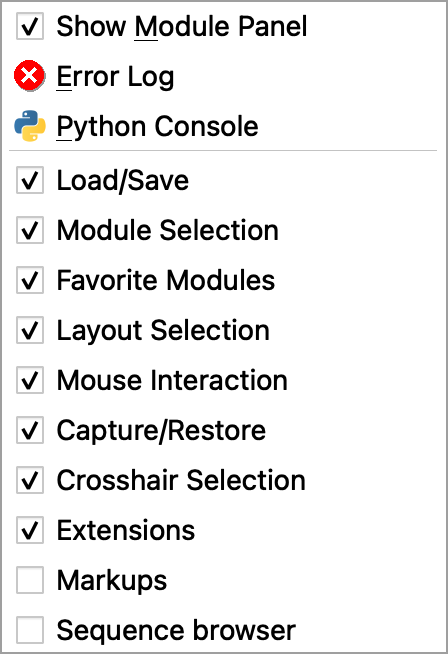 Show Module Panel
Error Log
Python Console
Load/Save
Module Selection
Favorite Modules
Layout Selection
Mouse Interaction
Capture/Restore
Crosshair Selection
Extensions
Markups
Sequence browser